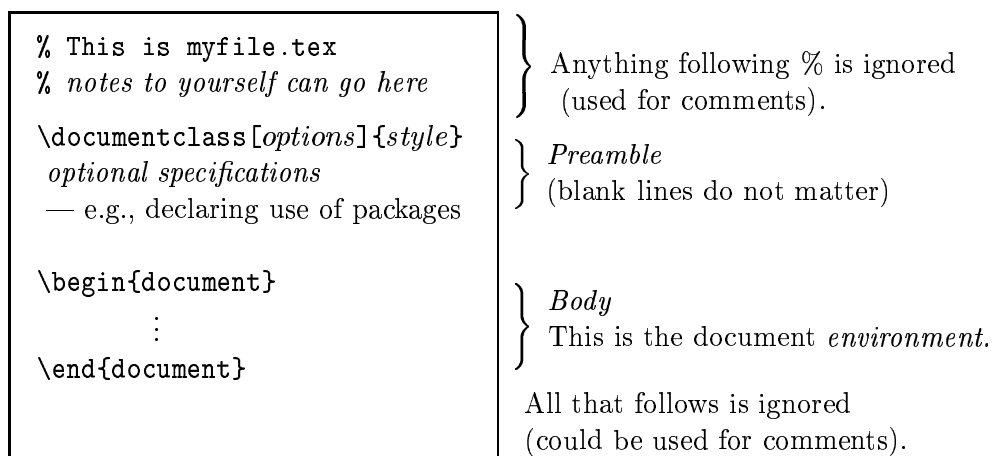 % This is myfile.tex
% notes to yourself can go here
Anything following % is ignored
(used for comments).
\documentclass[options]{style}
optional specifications
— e.g., declaring use of packages
Preamble
(blank lines do not matter)
\begin{document}
⋮
\end{document}
Body
This is the document environment.
All that follows is ignored
(could be used for comments).